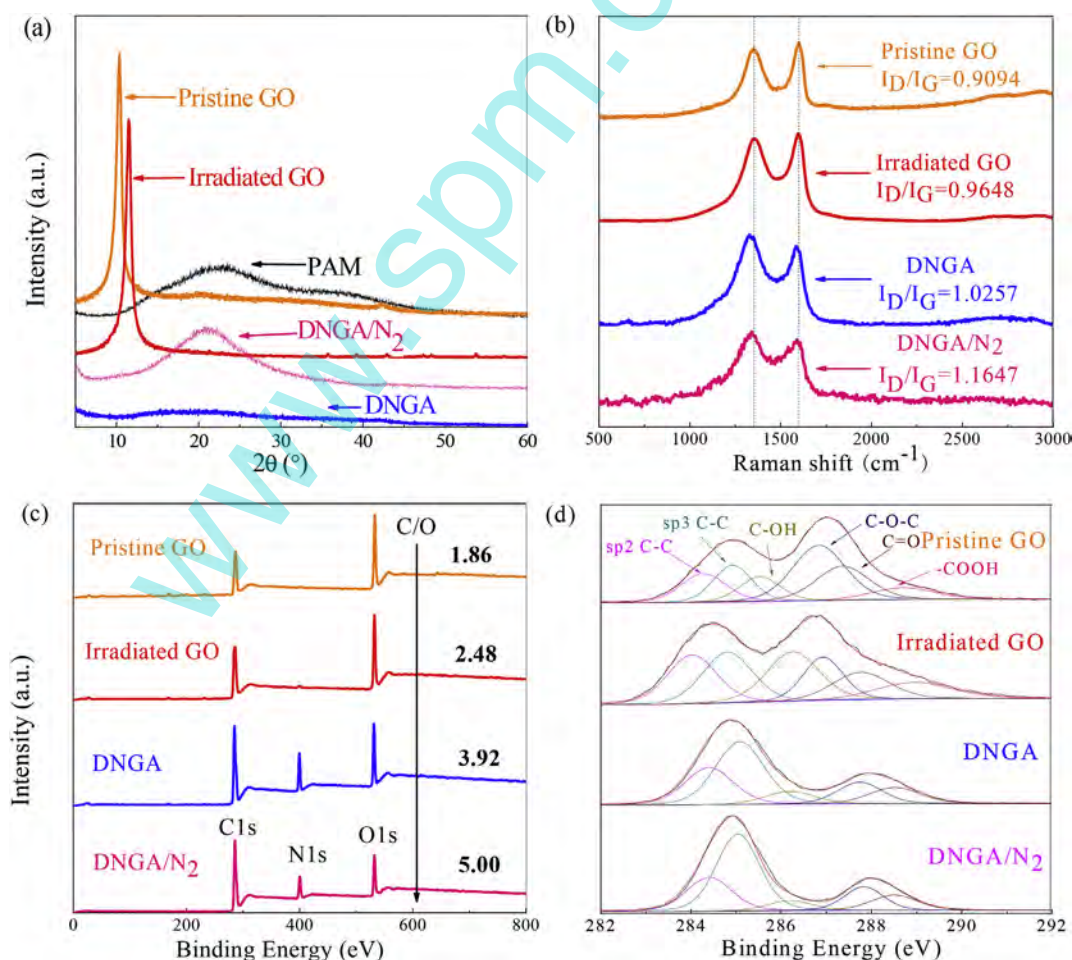 (a)
Pristine GO
Irradiated GO
PAM
DNGA/N2
DNGA
Intensity (a.u.)
10 20 30 40 50 60
2θ (°)
(b)
Pristine GO
ID/IG=0.9094
Irradiated GO
ID/IG=0.9648
DNGA
ID/IG=1.0257
DNGA/N2
ID/IG=1.1647
500 1000 1500 2000 2500 3000
Raman shift (cm-1)
(c)
C/O
Pristine GO 1.86
Irradiated GO 2.48
DNGA 3.92
C1s N1s O1s
DNGA/N2 5.00
Intensity (a.u.)
0 200 400 600 800
Binding Energy (eV)
(d)
sp2 C-C
sp3 C-C
C-OH
C-O-C
C=O
-COOH
Pristine GO
Irradiated GO
DNGA
DNGA/N2
282 284 286 288 290 292
Binding Energy (eV)
www.spm.c